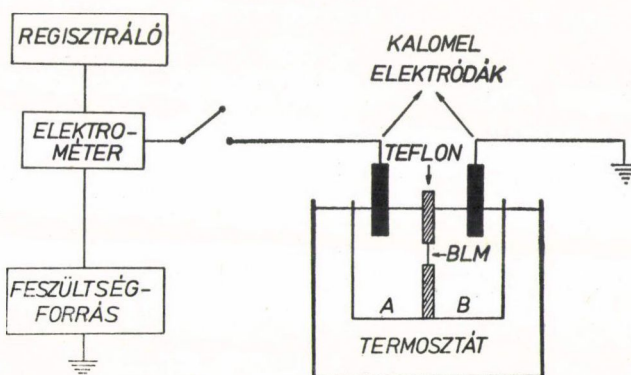 REGISZTRÁLÓ
ELEKTRO-
MÉTER
FESZÜLTSÉG-
FORRÁS
KALOMEL
ELEKTRÓDÁK
TEFLON
BLM
A B
TERMOSZTÁT